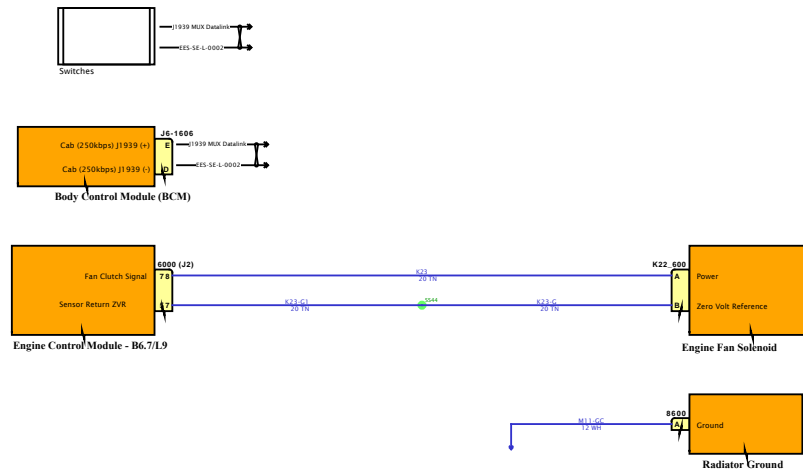 J1939 MUX Datalink
EES-SE-L-0002
Switches
J6-1606
Cab (250kbps) J1939 (+)
E
J1939 MUX Datalink
Cab (250kbps) J1939 (-)
D
EES-SE-L-0002
Body Control Module (BCM)
6000 (J2)
K22_600
Fan Clutch Signal
78
K23
20 TN
A
Power
Sensor Return ZVR
K23-G1
20 TN
S544
K23-G
20 TN
B
Zero Volt Reference
Engine Control Module - B6.7/L9
Engine Fan Solenoid
8600
M11-GC
12 WH
A
Ground
Radiator Ground